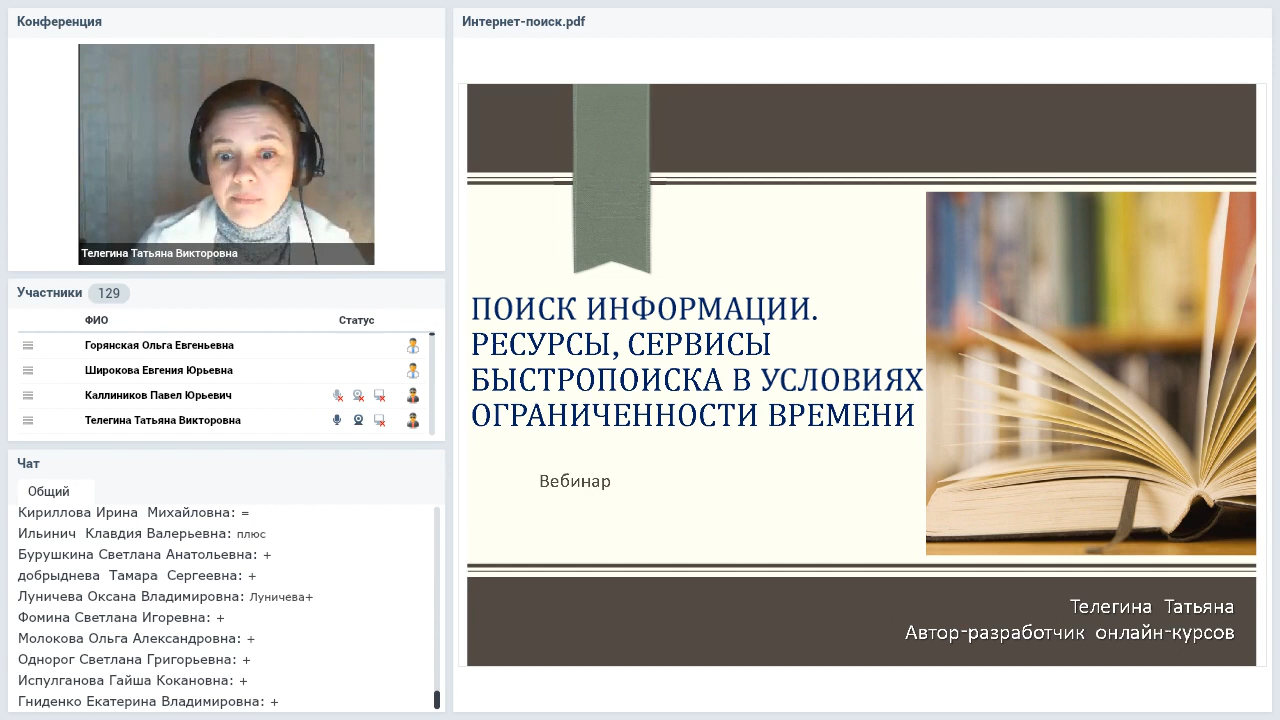 Конференция
Телегина Татьяна Викторовна
Участники 129
ФИО Статус
Горянская Ольга Евгеньевна
Широкова Евгения Юрьевна
Каллиников Павел Юрьевич
Телегина Татьяна Викторовна
Чат
Общий
Кириллова Ирина Михайловна: =
Ильинич Клавдия Валерьевна: плюс
Бурушкина Светлана Анатольевна: +
добрыднева Тамара Сергеевна: +
Луничева Оксана Владимировна: Луничева+
Фомина Светлана Игоревна: +
Молокова Ольга Александровна: +
Однорог Светлана Григорьевна: +
Испулганова Гайша Кокановна: +
Гниденко Екатерина Владимировна: +
Интернет-поиск.pdf
ПОИСК ИНФОРМАЦИИ.
РЕСУРСЫ, СЕРВИСЫ
БЫСТРОПОИСКА В УСЛОВИЯХ
ОГРАНИЧЕННОСТИ ВРЕМЕНИ
Вебинар
Телегина Татьяна
Автор-разработчик онлайн-курсов